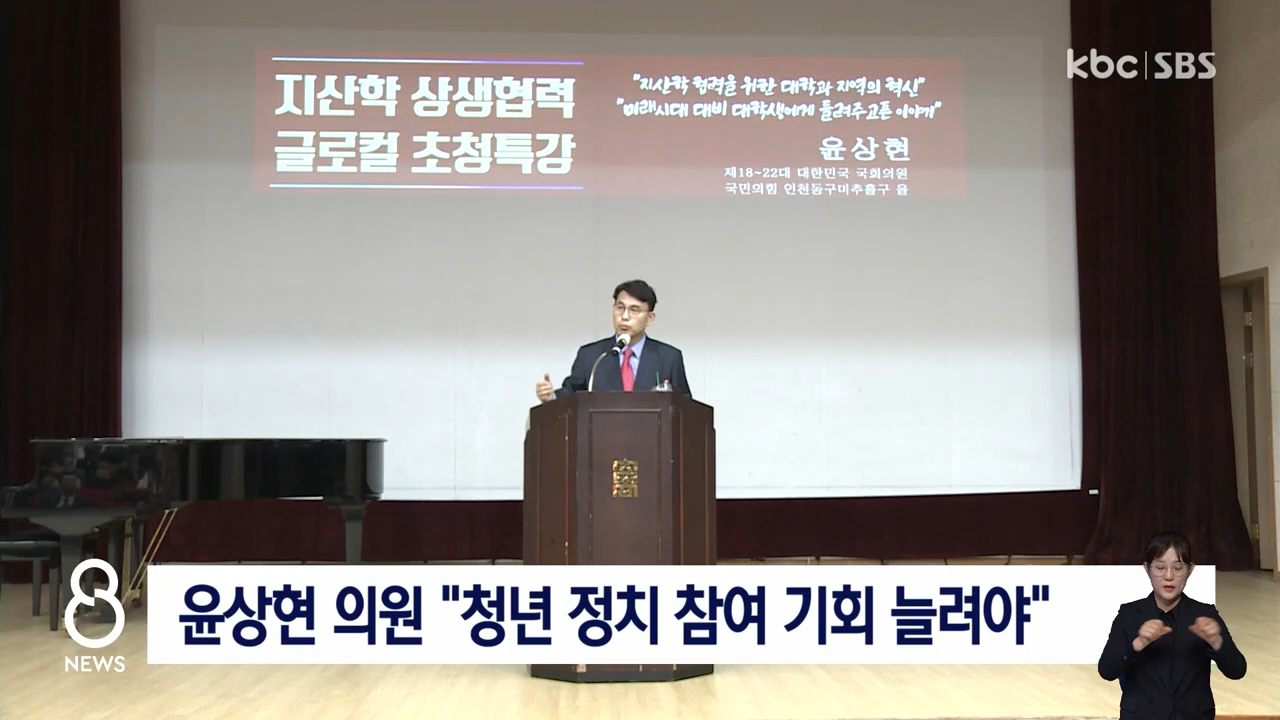 kbc SBS
지산학 상생협력
글로컬 초청특강
"지산학 협력을 위한 대학과 지역의 혁신"
"미래시대 대비 대학생에게 들려주고픈 이야기"
윤상현
제18~22대 대한민국 국회의원
국민의힘 인천동구미추홀구 을
8
NEWS
윤상현 의원 "청년 정치 참여 기회 늘려야"